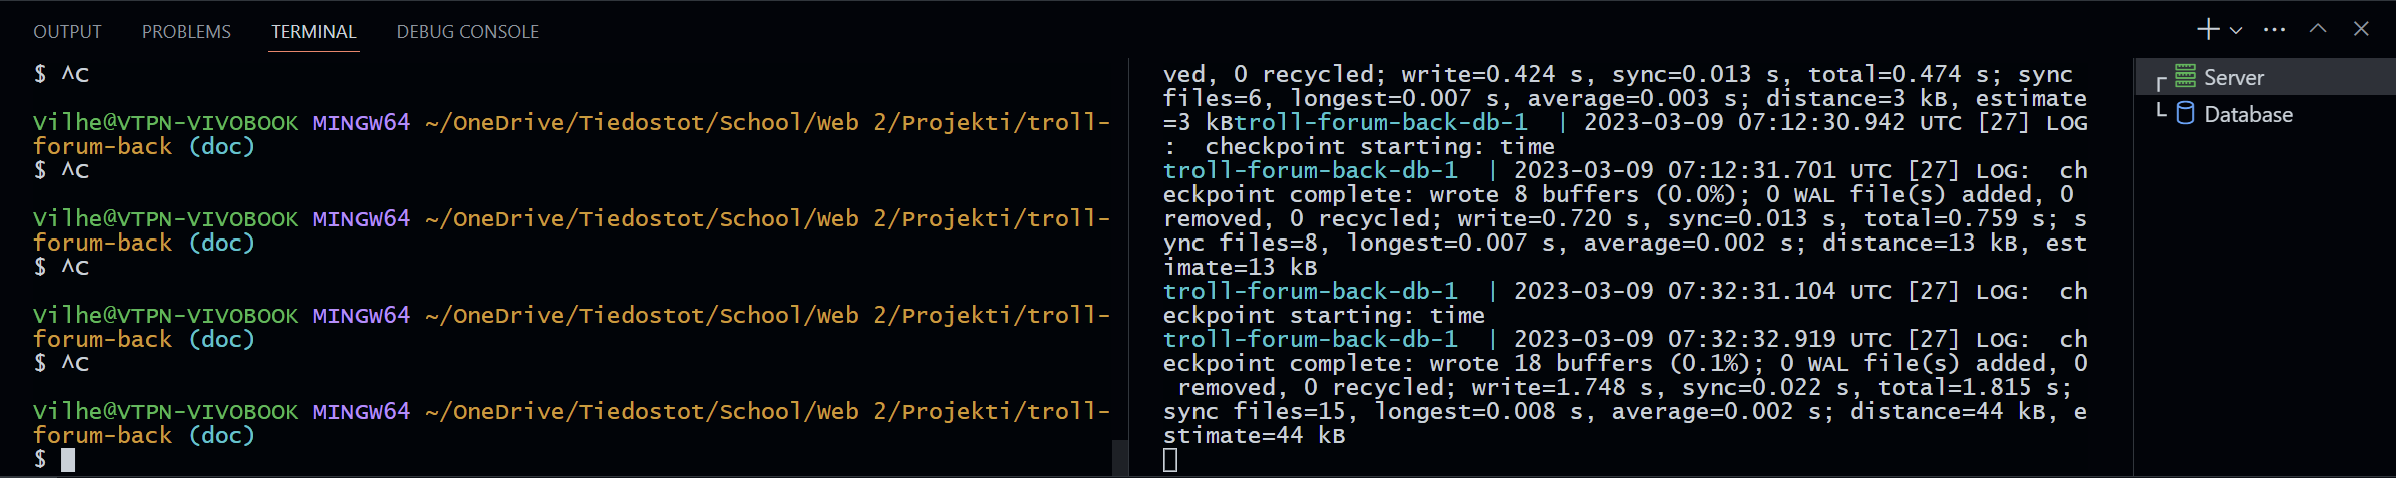 OUTPUT PROBLEMS TERMINAL DEBUG CONSOLE
$ ^C
Vilhe@VTPN-VIVOBOOK MINGW64 ~/OneDrive/Tiedostot/School/Web 2/Projekti/troll-
forum-back (doc)
$ ^C
Vilhe@VTPN-VIVOBOOK MINGW64 ~/OneDrive/Tiedostot/School/Web 2/Projekti/troll-
forum-back (doc)
$ ^C
Vilhe@VTPN-VIVOBOOK MINGW64 ~/OneDrive/Tiedostot/School/Web 2/Projekti/troll-
forum-back (doc)
$ ^C
Vilhe@VTPN-VIVOBOOK MINGW64 ~/OneDrive/Tiedostot/School/Web 2/Projekti/troll-
forum-back (doc)
$
ved, 0 recycled; write=0.424 s, sync=0.013 s, total=0.474 s; sync
files=6, longest=0.007 s, average=0.003 s; distance=3 kB, estimate
=3 kBtroll-forum-back-db-1  | 2023-03-09 07:12:30.942 UTC [27] LOG
:  checkpoint starting: time
troll-forum-back-db-1  | 2023-03-09 07:12:31.701 UTC [27] LOG:  ch
eckpoint complete: wrote 8 buffers (0.0%); 0 WAL file(s) added, 0
removed, 0 recycled; write=0.720 s, sync=0.013 s, total=0.759 s; s
ync files=8, longest=0.007 s, average=0.002 s; distance=13 kB, est
imate=13 kB
troll-forum-back-db-1  | 2023-03-09 07:32:31.104 UTC [27] LOG:  ch
eckpoint starting: time
troll-forum-back-db-1  | 2023-03-09 07:32:32.919 UTC [27] LOG:  ch
eckpoint complete: wrote 18 buffers (0.1%); 0 WAL file(s) added, 0
 removed, 0 recycled; write=1.748 s, sync=0.022 s, total=1.815 s;
sync files=15, longest=0.008 s, average=0.002 s; distance=44 kB, e
stimate=44 kB
Server
Database